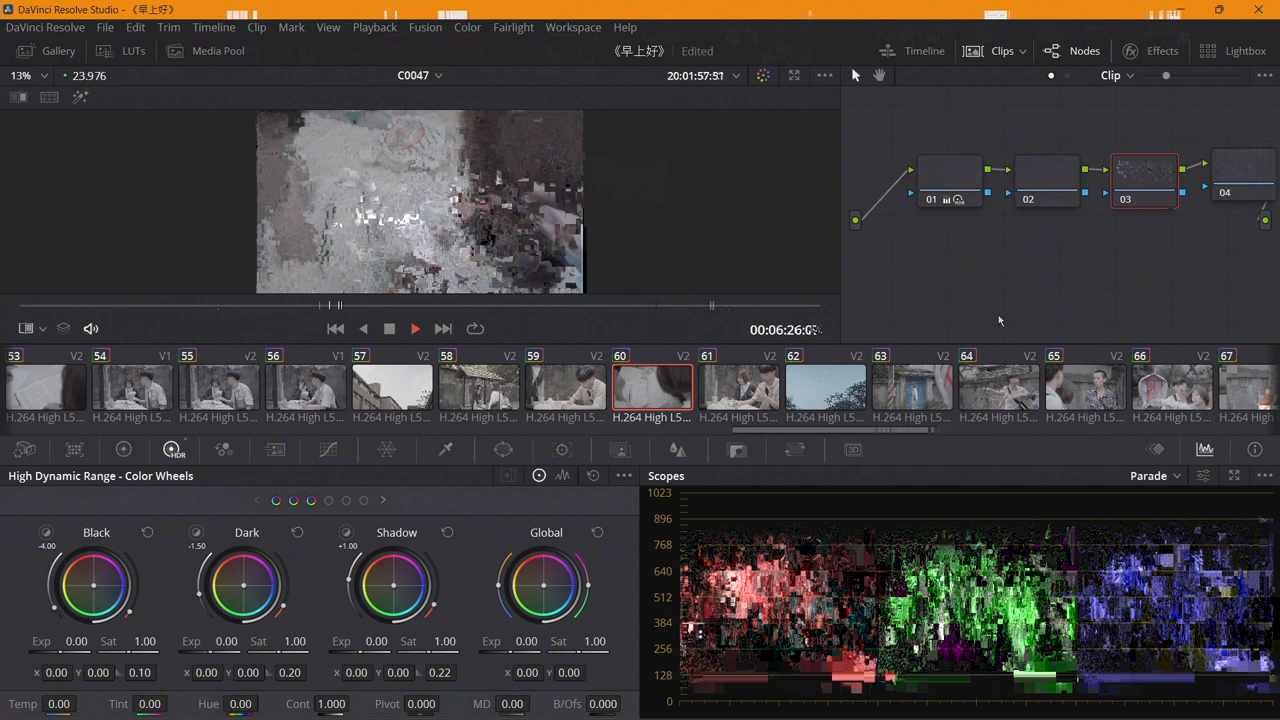 DaVinci Resolve Studio - 《早上好》
DaVinci Resolve File Edit Trim Timeline Clip Mark View Playback Fusion Color Fairlight Workspace Help
Gallery LUTs Media Pool 《早上好》 Edited Timeline Clips Nodes Effects Lightbox
13% 23.976 C0047 20:01:57:51 Clip
01 HDR 02 03 04
00:06:26:0
53 V2 54 V1 55 V2 56 V1 57 V2 58 V2 59 V2 60 V2 61 V2 62 V2 63 V2 64 V2 65 V2 66 V2 67
H.264 High L5... H.264 High L5... H.264 High L5... H.264 High L5... H.264 High L5... H.264 High L5... H.264 High L5... H.264 High L5... H.264 High L5... H.264 High L5... H.264 High L5... H.264 High L5... H.264 High L5... H.264 High L5... H.264 High
HDR 3D
High Dynamic Range - Color Wheels Scopes Parade
Black Dark Shadow Global
-4.00 -1.50 +1.00
Exp 0.00 Sat 1.00 Exp 0.00 Sat 1.00 Exp 0.00 Sat 1.00 Exp 0.00 Sat 1.00
X 0.00 Y 0.00 L 0.10 X 0.00 Y 0.00 L 0.20 X 0.00 Y 0.00 L 0.22 X 0.00 Y 0.00
Temp 0.00 Tint 0.00 Hue 0.00 Cont 1.000 Pivot 0.000 MD 0.00 B/Ofs 0.000
1023
896
768
640
512
384
256
128
0